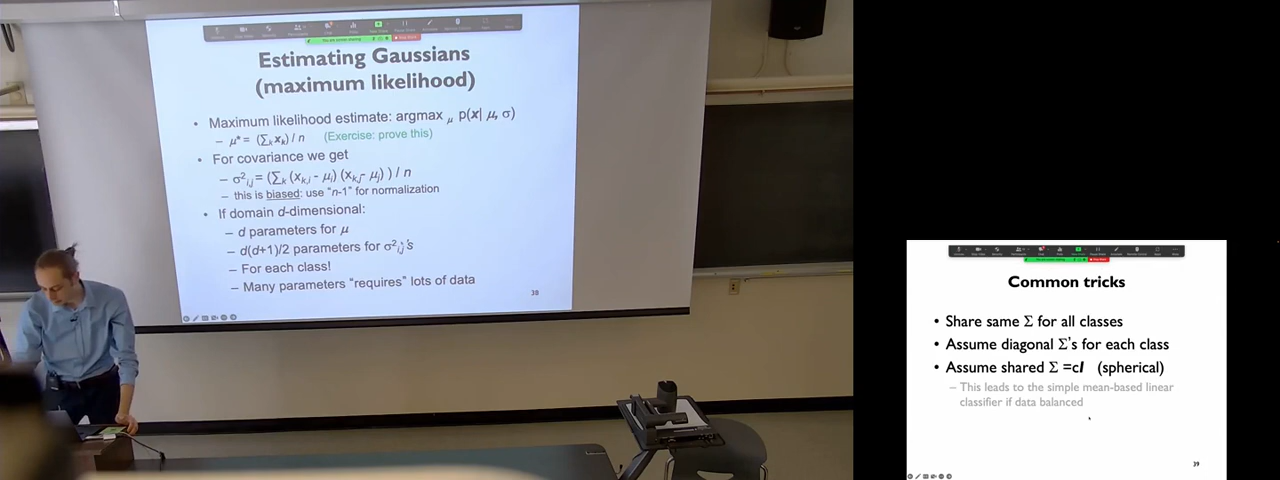 Estimating Gaussians
(maximum likelihood)
• Maximum likelihood estimate: argmax μ p(x| μ, σ)
– μ* = (∑k xk) / n (Exercise: prove this)
• For covariance we get
– σ²i,j = (∑k (xk,i - μi) (xk,j- μj) ) / n
– this is biased: use “n-1” for normalization
• If domain d-dimensional:
– d parameters for μ
– d(d+1)/2 parameters for σ²i,j's
– For each class!
– Many parameters “requires” lots of data
38
Common tricks
• Share same Σ for all classes
• Assume diagonal Σ's for each class
• Assume shared Σ =cI (spherical)
– This leads to the simple mean-based linear
classifier if data balanced
39